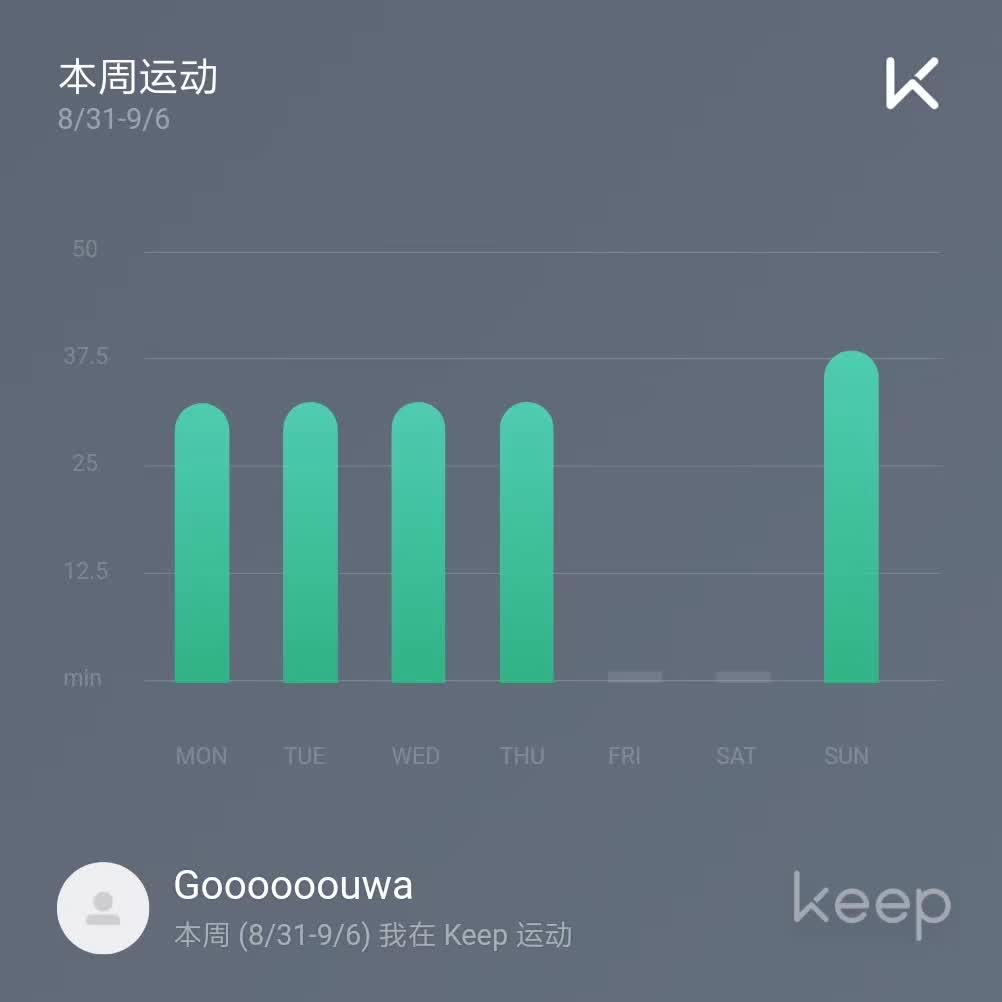 本周运动
8/31-9/6
50
37.5
25
12.5
min
MON TUE WED THU FRI SAT SUN
Goooooouwa
本周 (8/31-9/6) 我在 Keep 运动
keep